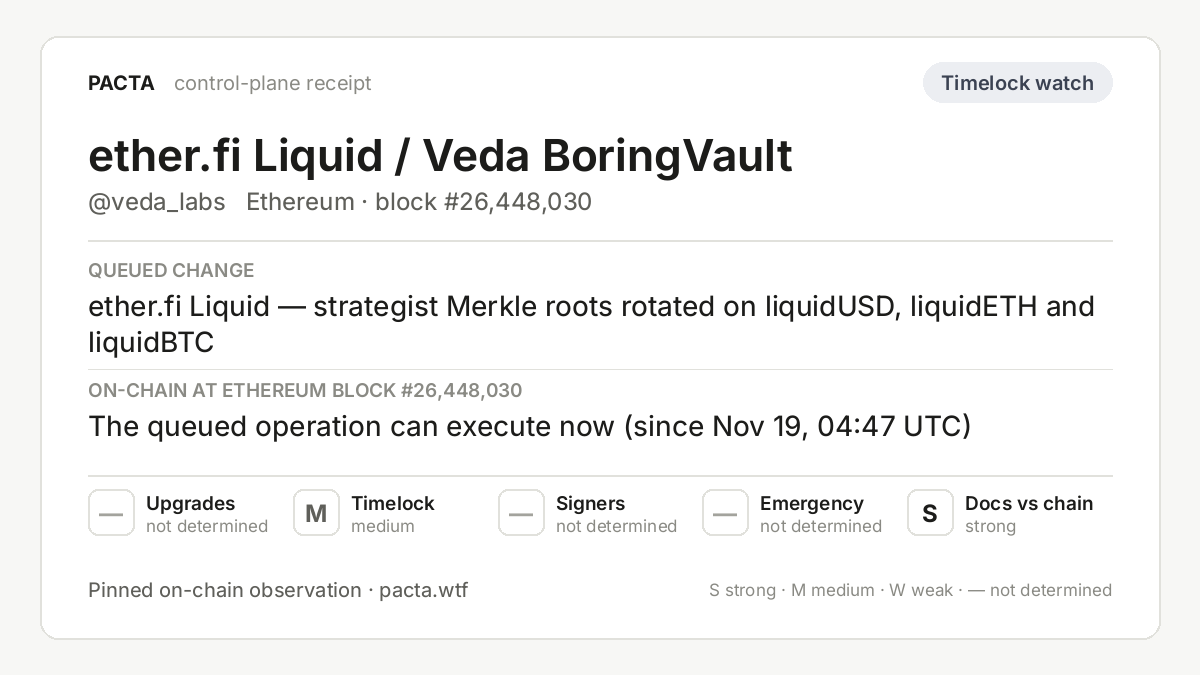 PACTA control-plane receipt Timelock watch
ether.fi Liquid / Veda BoringVault
@veda_labs Ethereum · block #26,448,030
QUEUED CHANGE
ether.fi Liquid — strategist Merkle roots rotated on liquidUSD, liquidETH and
liquidBTC
ON-CHAIN AT ETHEREUM BLOCK #26,448,030
The queued operation can execute now (since Nov 19, 04:47 UTC)
— Upgrades M Timelock — Signers — Emergency S Docs vs chain
not determined medium not determined not determined strong
Pinned on-chain observation · pacta.wtf S strong · M medium · W weak · — not determined